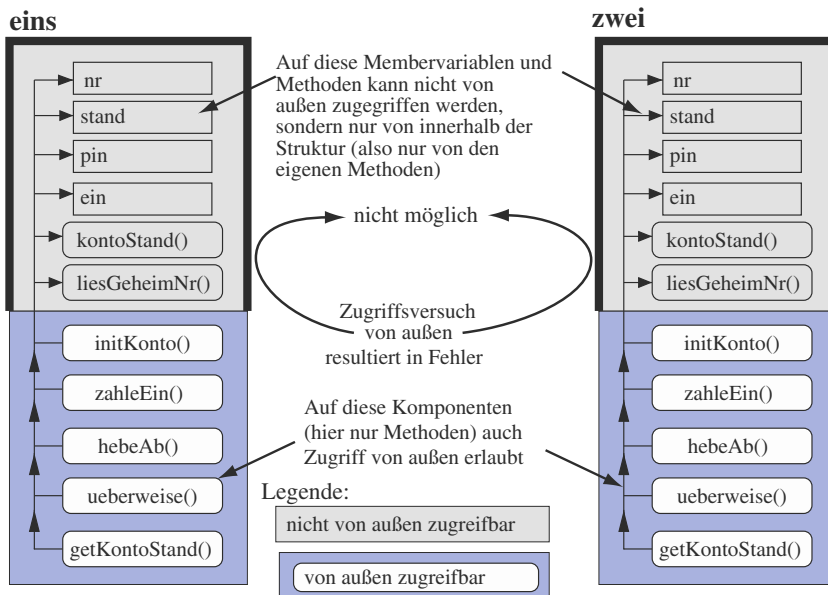 eins
nr
stand
pin
ein
kontoStand()
liesGeheimNr()
initKonto()
zahleEin()
hebeAb()
ueberweise()
getKontoStand()
Auf diese Membervariablen und
Methoden kann nicht von
außen zugegriffen werden,
sondern nur von innerhalb der
Struktur (also nur von den
eigenen Methoden)
nicht möglich
Zugriffsversuch
von außen
resultiert in Fehler
Auf diese Komponenten
(hier nur Methoden) auch
Zugriff von außen erlaubt
Legende:
nicht von außen zugreifbar
von außen zugreifbar
zwei
nr
stand
pin
ein
kontoStand()
liesGeheimNr()
initKonto()
zahleEin()
hebeAb()
ueberweise()
getKontoStand()